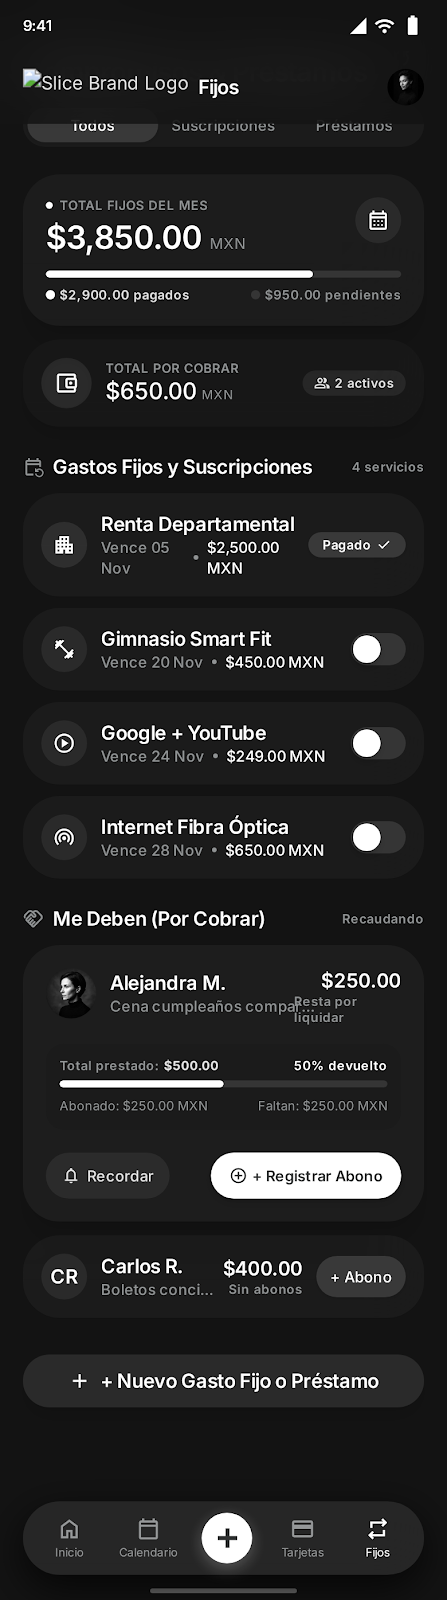 9:41
Slice Brand Logo Fijos
Todos Suscripciones Préstamos
TOTAL FIJOS DEL MES
$3,850.00 MXN
$2,900.00 pagados $950.00 pendientes
TOTAL POR COBRAR
$650.00 MXN
2 activos
Gastos Fijos y Suscripciones 4 servicios
Renta Departamental
Vence 05 Nov • $2,500.00 MXN
Pagado ✓
Gimnasio Smart Fit
Vence 20 Nov • $450.00 MXN
Google + YouTube
Vence 24 Nov • $249.00 MXN
Internet Fibra Óptica
Vence 28 Nov • $650.00 MXN
Me Deben (Por Cobrar) Recaudando
Alejandra M.
Cena cumpleaños compar...
$250.00
Resta por
liquidar
Total prestado: $500.00 50% devuelto
Abonado: $250.00 MXN Faltan: $250.00 MXN
Recordar + Registrar Abono
CR
Carlos R.
Boletos conci...
$400.00
Sin abonos
+ Abono
+ Nuevo Gasto Fijo o Préstamo
Inicio Calendario Tarjetas Fijos